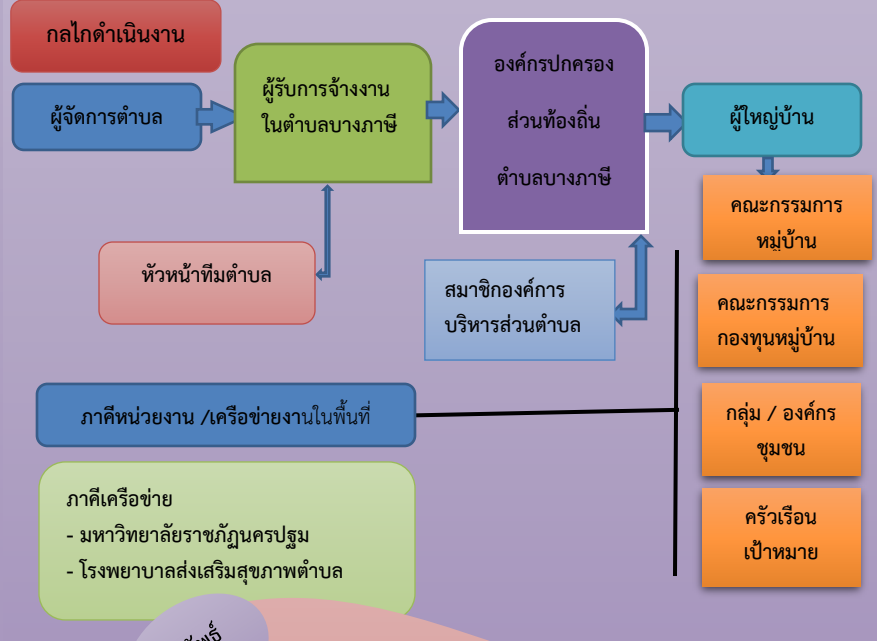 กลไกดำเนินงาน
ผู้จัดการตำบล
ผู้รับการจ้างงาน
ในตำบลบางภาษี
องค์กรปกครอง
ส่วนท้องถิ่น
ตำบลบางภาษี
ผู้ใหญ่บ้าน
คณะกรรมการ
หมู่บ้าน
หัวหน้าทีมตำบล
สมาชิกองค์การ
บริหารส่วนตำบล
คณะกรรมการ
กองทุนหมู่บ้าน
ภาคีหน่วยงาน /เครือข่ายงานในพื้นที่
กลุ่ม / องค์กร
ชุมชน
ครัวเรือน
เป้าหมาย
ภาคีเครือข่าย
- มหาวิทยาลัยราชภัฏนครปฐม
- โรงพยาบาลส่งเสริมสุขภาพตำบล